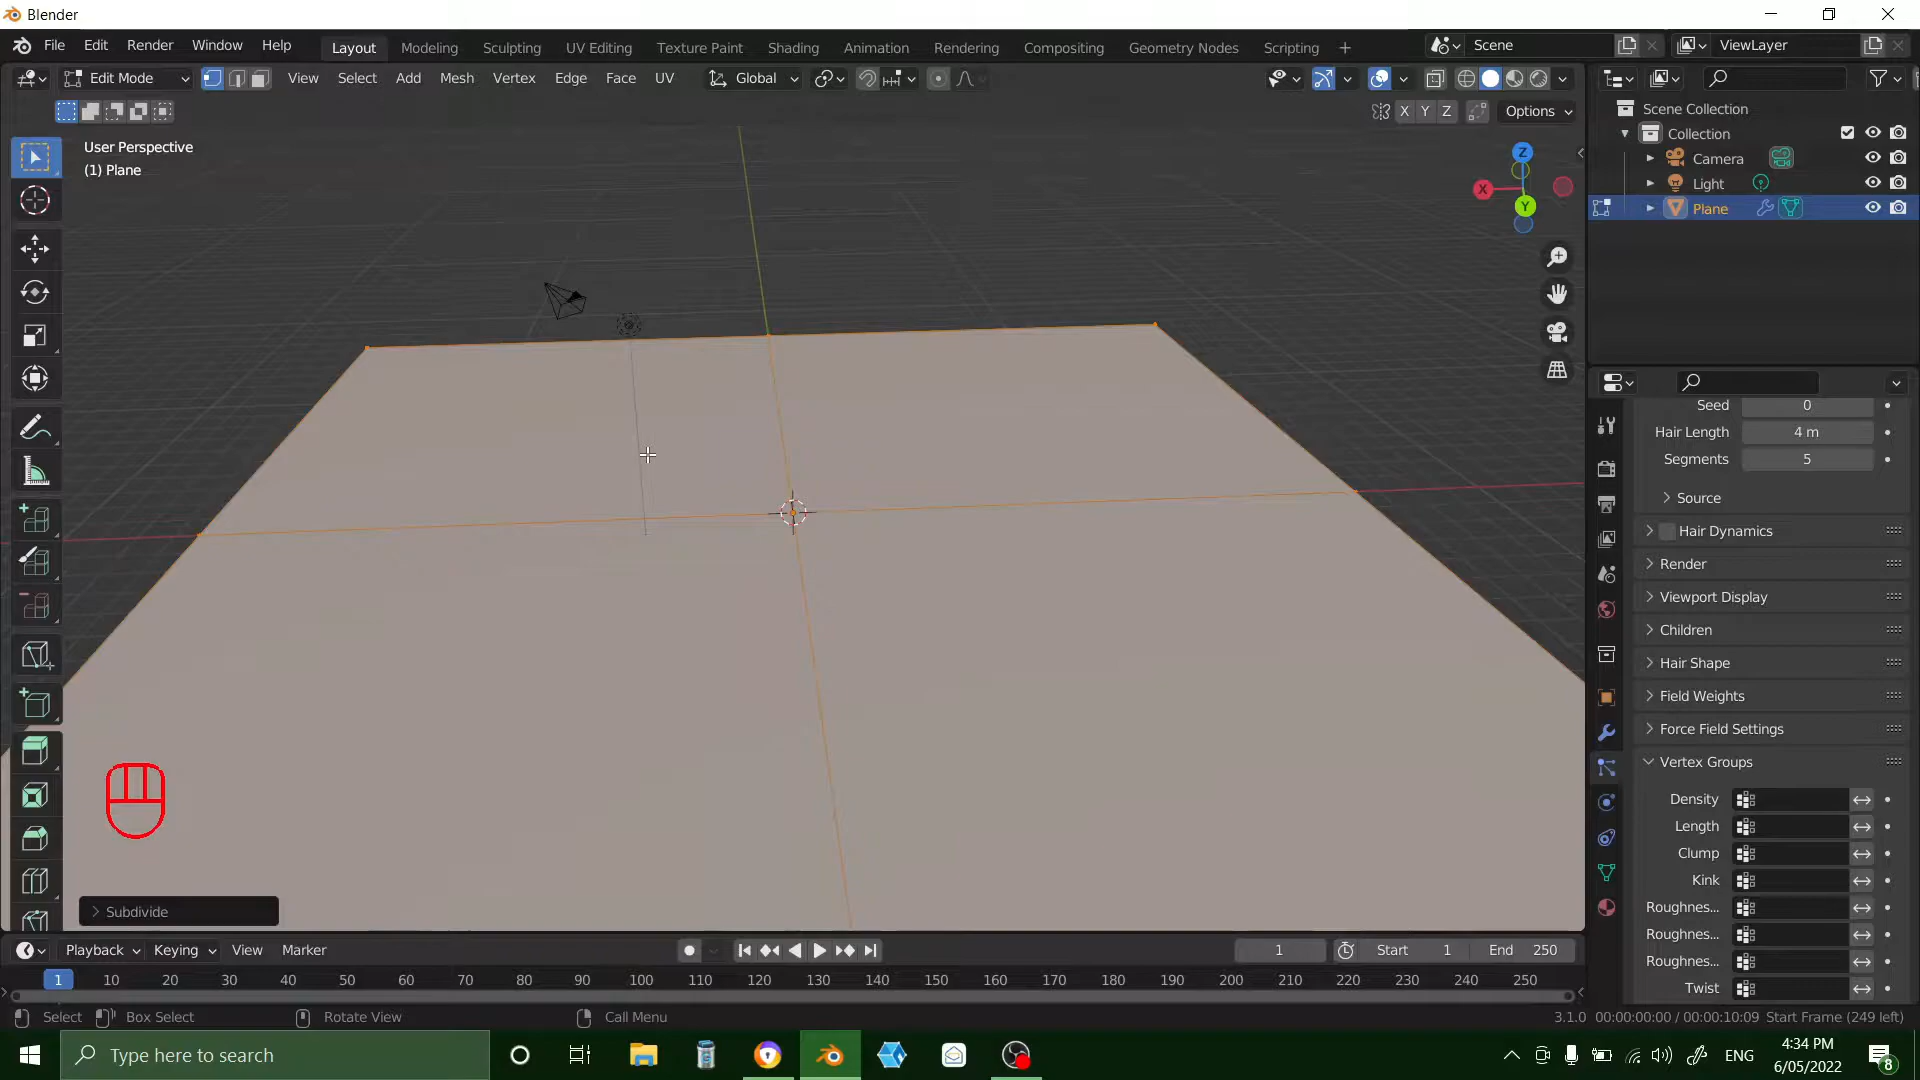 Blender
File Edit Render Window Help
Layout Modeling Sculpting UV Editing Texture Paint Shading Animation Rendering Compositing Geometry Nodes Scripting +
Scene
ViewLayer
Edit Mode
View Select Add Mesh Vertex Edge Face UV
Global
X Y Z
Options
User Perspective
(1) Plane
Z
X
Y
Scene Collection
Collection
Camera
Light
Plane
Seed 0
Hair Length 4 m
Segments 5
Source
Hair Dynamics
Render
Viewport Display
Children
Hair Shape
Field Weights
Force Field Settings
Vertex Groups
Density
Length
Clump
Kink
Roughnes...
Roughnes...
Roughnes...
Twist
Subdivide
Playback Keying View Marker
1
Start 1
End 250
1 10 20 30 40 50 60 70 80 90 100 110 120 130 140 150 160 170 180 190 200 210 220 230 240 250
Select Box Select Rotate View Call Menu
3.1.0 00:00:00:00 / 00:00:10:09 Start Frame (249 left)
Type here to search
ENG
4:34 PM
6/05/2022
8